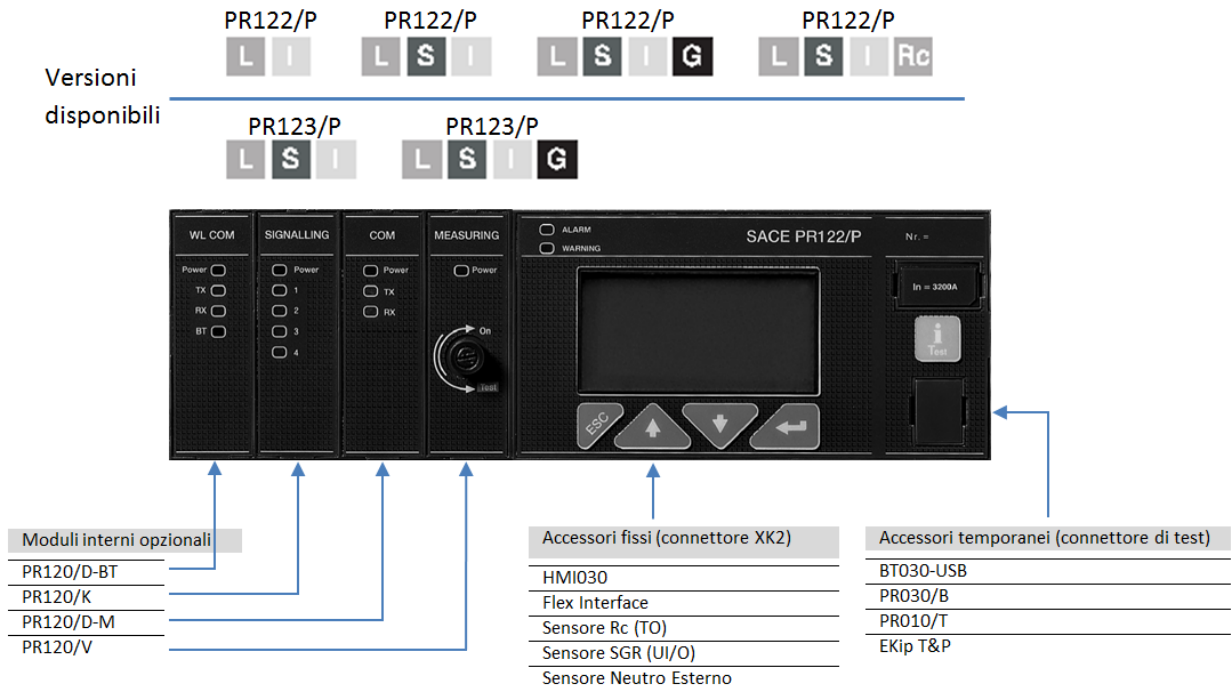 PR122/P PR122/P PR122/P PR122/P
L I L S I L S I G L S I Rc
Versioni
disponibili
PR123/P PR123/P
L S I L S I G
WL COM SIGNALLING COM MEASURING ALARM SACE PR122/P Nr. =
WARNING
Power Power Power Power
TX 1 TX In = 3200A
RX 2 RX
BT 3 On i
4 Test
Test
ESC
Moduli interni opzionali
PR120/D-BT
PR120/K
PR120/D-M
PR120/V
Accessori fissi (connettore XK2)
HMI030
Flex Interface
Sensore Rc (TO)
Sensore SGR (UI/O)
Sensore Neutro Esterno
Accessori temporanei (connettore di test)
BT030-USB
PR030/B
PR010/T
EKip T&P